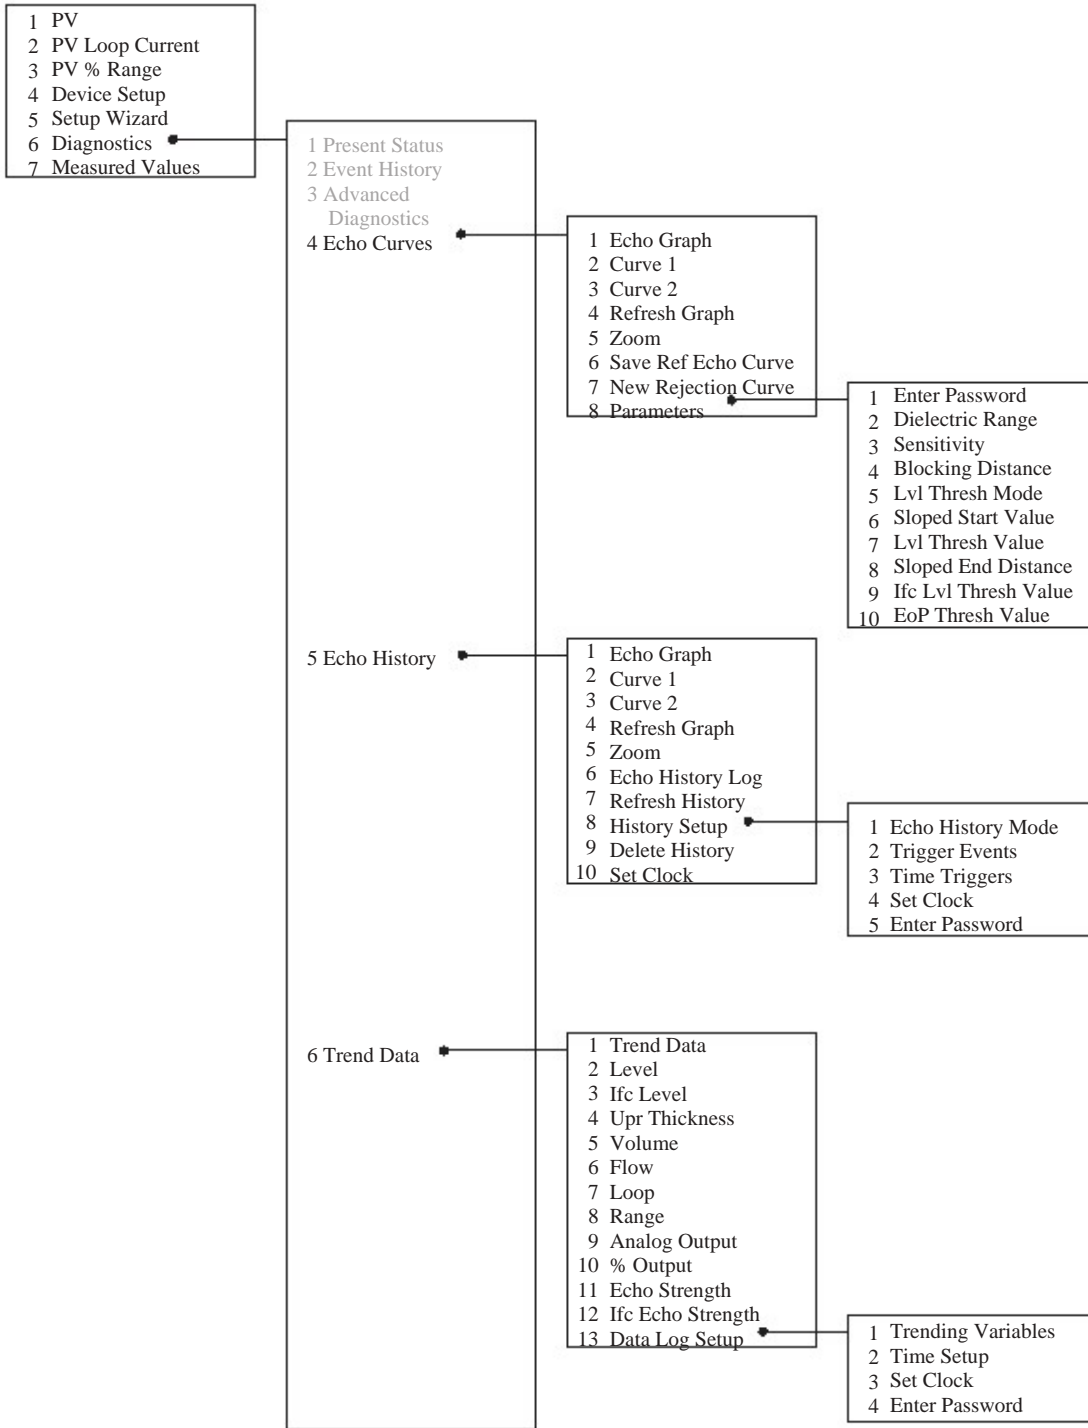 1 PV
2 PV Loop Current
3 PV % Range
4 Device Setup
5 Setup Wizard
6 Diagnostics
7 Measured Values
1 Present Status
2 Event History
3 Advanced
Diagnostics
4 Echo Curves
1 Echo Graph
2 Curve 1
3 Curve 2
4 Refresh Graph
5 Zoom
6 Save Ref Echo Curve
7 New Rejection Curve
8 Parameters
1 Enter Password
2 Dielectric Range
3 Sensitivity
4 Blocking Distance
5 Lvl Thresh Mode
6 Sloped Start Value
7 Lvl Thresh Value
8 Sloped End Distance
9 Ifc Lvl Thresh Value
10 EoP Thresh Value
5 Echo History
1 Echo Graph
2 Curve 1
3 Curve 2
4 Refresh Graph
5 Zoom
6 Echo History Log
7 Refresh History
8 History Setup
9 Delete History
10 Set Clock
1 Echo History Mode
2 Trigger Events
3 Time Triggers
4 Set Clock
5 Enter Password
6 Trend Data
1 Trend Data
2 Level
3 Ifc Level
4 Upr Thickness
5 Volume
6 Flow
7 Loop
8 Range
9 Analog Output
10 % Output
11 Echo Strength
12 Ifc Echo Strength
13 Data Log Setup
1 Trending Variables
2 Time Setup
3 Set Clock
4 Enter Password